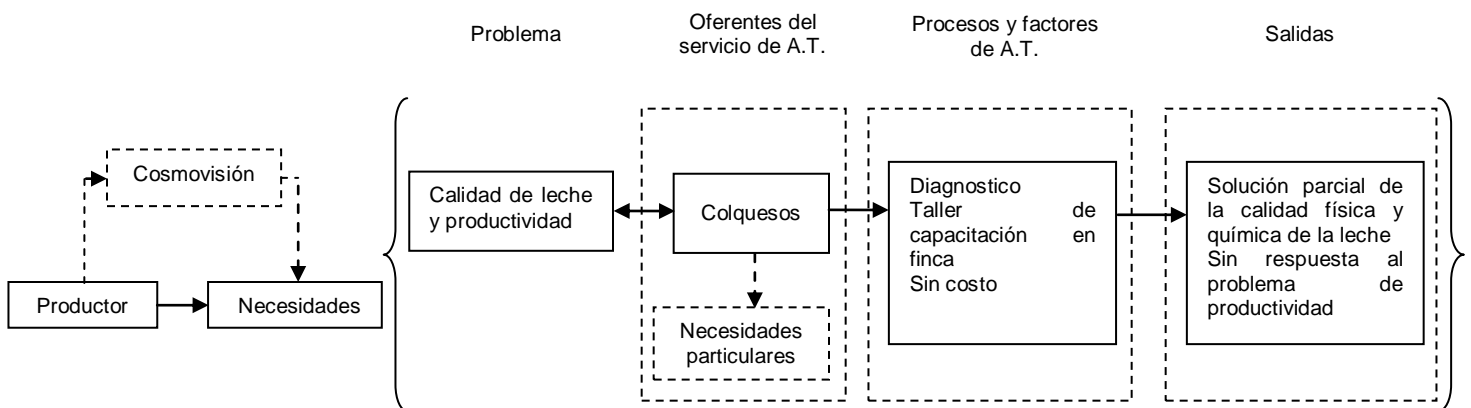 Problema
Oferentes del
servicio de A.T.
Procesos y factores
de A.T.
Salidas
Cosmovisión
Productor
Necesidades
Calidad de leche
y productividad
Colquesos
Necesidades
particulares
Diagnostico
Taller de
capacitación en
finca
Sin costo
Solución parcial de
la calidad física y
química de la leche
Sin respuesta al
problema de
productividad